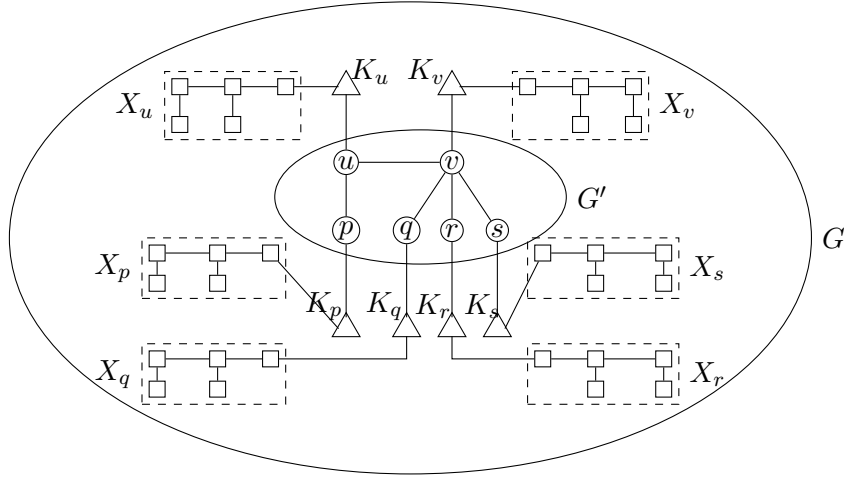 K_u K_v
X_u X_v
u v
G'
p q r s
G
X_p X_s
K_p K_q K_r K_s
X_q X_r